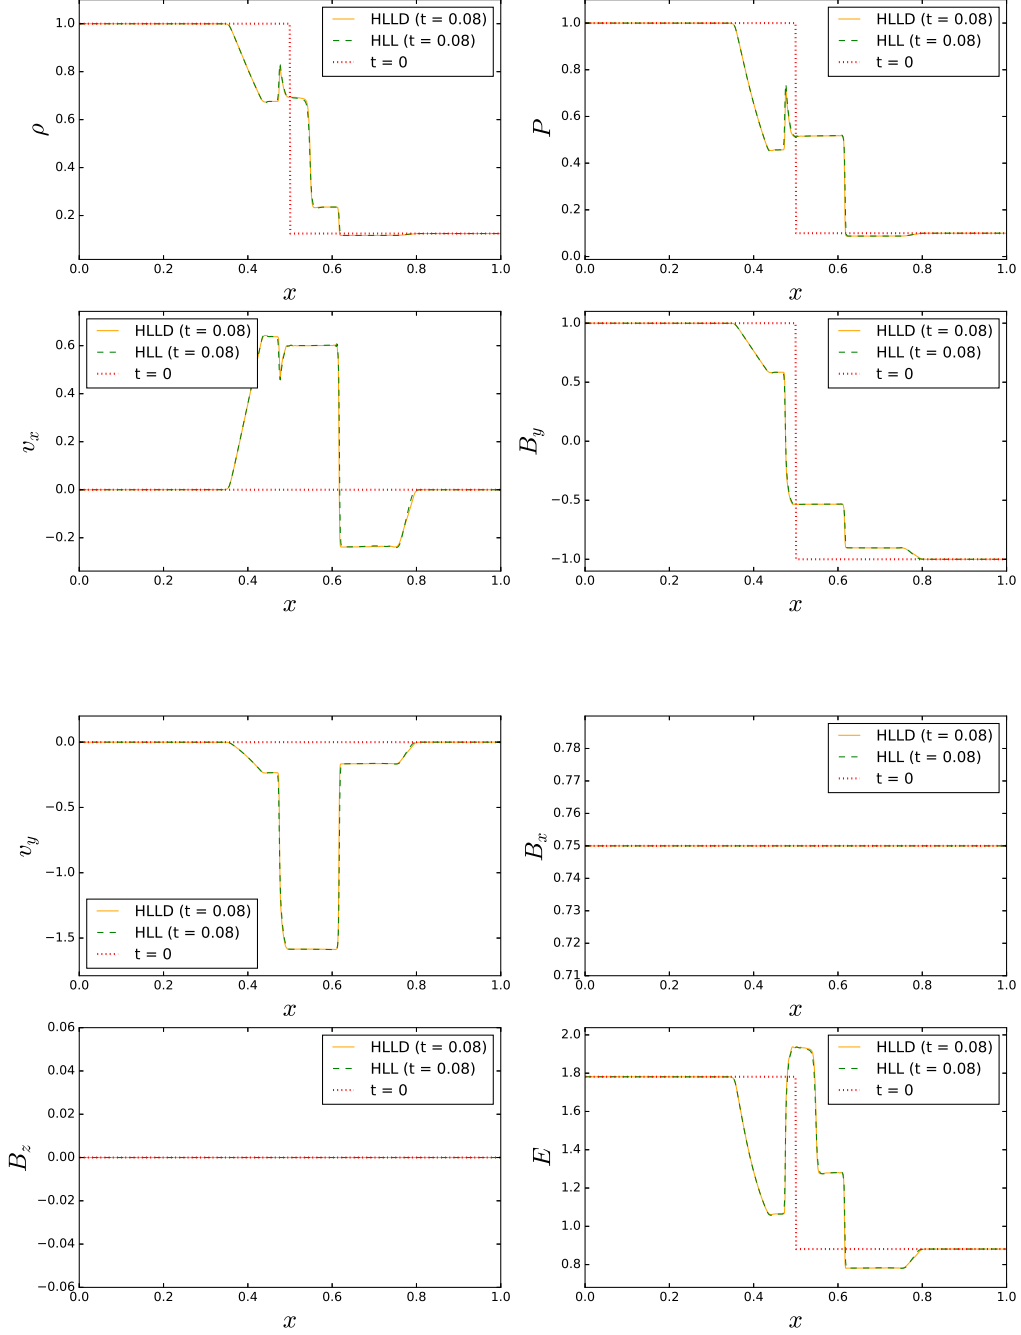 1.0
0.8
0.6
0.4
0.2
ρ
HLLD (t = 0.08)
HLL (t = 0.08)
t = 0
0.0 0.2 0.4 0.6 0.8 1.0
x
1.0
0.8
0.6
0.4
0.2
0.0
P
HLLD (t = 0.08)
HLL (t = 0.08)
t = 0
0.0 0.2 0.4 0.6 0.8 1.0
x
0.6
0.4
0.2
0.0
−0.2
v_x
HLLD (t = 0.08)
HLL (t = 0.08)
t = 0
0.0 0.2 0.4 0.6 0.8 1.0
x
1.0
0.5
0.0
−0.5
−1.0
B_y
HLLD (t = 0.08)
HLL (t = 0.08)
t = 0
0.0 0.2 0.4 0.6 0.8 1.0
x
0.0
−0.5
−1.0
−1.5
v_y
HLLD (t = 0.08)
HLL (t = 0.08)
t = 0
0.0 0.2 0.4 0.6 0.8 1.0
x
0.78
0.77
0.76
0.75
0.74
0.73
0.72
0.71
B_x
HLLD (t = 0.08)
HLL (t = 0.08)
t = 0
0.0 0.2 0.4 0.6 0.8 1.0
x
0.06
0.04
0.02
0.00
−0.02
−0.04
−0.06
B_z
HLLD (t = 0.08)
HLL (t = 0.08)
t = 0
0.0 0.2 0.4 0.6 0.8 1.0
x
2.0
1.8
1.6
1.4
1.2
1.0
0.8
E
HLLD (t = 0.08)
HLL (t = 0.08)
t = 0
0.0 0.2 0.4 0.6 0.8 1.0
x